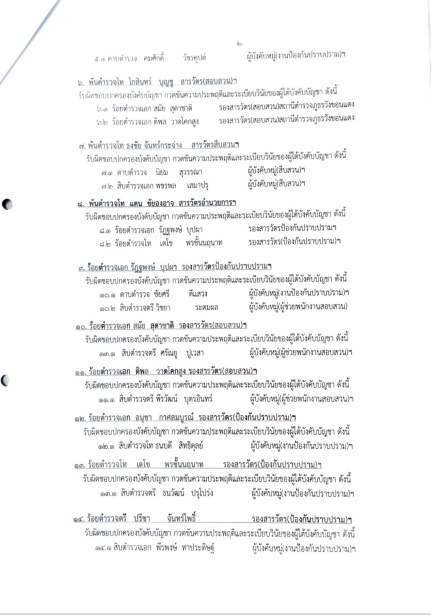 -๒-
๕.๓ ดาบตำรวจ คมศักดิ์ วัชรคุปต์ ผู้บังคับหมู่(งานป้องกันปราบปราม)ฯ
๖. พันตำรวจโท โกสินทร์ บุญชู สารวัตร(สอบสวน)ฯ
รับผิดชอบปกครองบังคับบัญชา กวดขันความประพฤติและระเบียบวินัยของผู้ใต้บังคับบัญชา ดังนี้
๖.๑ ร้อยตำรวจเอก สมัย สุดาชาติ รองสารวัตร(สอบสวน)สถานีตำรวจภูธรวังขอนแดง
๖.๒ ร้อยตำรวจเอก ติพล วาดโคกสูง รองสารวัตร(สอบสวน)สถานีตำรวจภูธรวังขอนแดง
๗. พันตำรวจโท ธงชัย จันทร์กระจ่าง สารวัตรสืบสวนฯ
รับผิดชอบปกครองบังคับบัญชา กวดขันความประพฤติและระเบียบวินัยของผู้ใต้บังคับบัญชา ดังนี้
๗.๑ ดาบตำรวจ นิยม สุวรรณา ผู้บังคับหมู่(สืบสวน)ฯ
๗.๒ สิบตำรวจเอก พชรพล เสมาปรุ ผู้บังคับหมู่(สืบสวน)ฯ
๘. พันตำรวจโท แดน ชัยองอาจ สารวัตรอำนวยการฯ
รับผิดชอบปกครองบังคับบัญชา กวดขันความประพฤติและระเบียบวินัยของผู้ใต้บังคับบัญชา ดังนี้
๘.๑ ร้อยตำรวจเอก รัฏฐพงษ์ บุปผา รองสารวัตรป้องกันปราบปรามฯ
๘.๒ ร้อยตำรวจโท เดโช พรชั้นนฤนาท รองสารวัตร(ป้องกันปราบปราม)ฯ
๙. ร้อยตำรวจเอก รัฏฐพงษ์ บุปผา รองสารวัตรป้องกันปราบปรามฯ
รับผิดชอบปกครองบังคับบัญชา กวดขันความประพฤติและระเบียบวินัยของผู้ใต้บังคับบัญชา ดังนี้
๑๐.๑ ดาบตำรวจ ชัยศรี ดีแสวง ผู้บังคับหมู่(งานป้องกันปราบปราม)ฯ
๑๐.๒ สิบตำรวจตรี วิชยา ระดมผล ผู้บังคับหมู่(ผู้ช่วยพนักงานสอบสวน)
๑๐. ร้อยตำรวจเอก สมัย สุดาชาติ รองสารวัตร(สอบสวน)ฯ
รับผิดชอบปกครองบังคับบัญชา กวดขันความประพฤติและระเบียบวินัยของผู้ใต้บังคับบัญชา ดังนี้
๑๓.๑ สิบตำรวจตรี ศรัณยู ปูเวสา ผู้บังคับหมู่(ผู้ช่วยพนักงานสอบสวน)ฯ
๑๑. ร้อยตำรวจเอก ติพล วาดโคกสูง รองสารวัตร(สอบสวน)ฯ
รับผิดชอบปกครองบังคับบัญชา กวดขันความประพฤติและระเบียบวินัยของผู้ใต้บังคับบัญชา ดังนี้
๑๑.๑ สิบตำรวจตรี พีรวัฒน์ บุตรอินทร์ ผู้บังคับหมู่(ผู้ช่วยพนักงานสอบสวน)ฯ
๑๒. ร้อยตำรวจเอก อนุชา กาศสมบูรณ์ รองสารวัตร(ป้องกันปราบปราม)ฯ
รับผิดชอบปกครองบังคับบัญชา กวดขันความประพฤติและระเบียบวินัยของผู้ใต้บังคับบัญชา ดังนี้
๑๒.๑ สิบตำรวจโท ธนบดี สิทธิคุลย์ ผู้บังคับหมู่(งานป้องกันปราบปราม)ฯ
๑๓. ร้อยตำรวจโท เดโช พรชั้นนฤนาท รองสารวัตร(ป้องกันปราบปราม)ฯ
รับผิดชอบปกครองบังคับบัญชา กวดขันความประพฤติและระเบียบวินัยของผู้ใต้บังคับบัญชา ดังนี้
๑๓.๑ สิบตำรวจตรี ธนวัฒน์ ปรุโปร่ง ผู้บังคับหมู่(งานป้องกันปราบปราม)ฯ
๑๔. ร้อยตำรวจตรี ปรีชา จันทร์โพธิ์ รองสารวัตร(ป้องกันปราบปราม)ฯ
รับผิดชอบปกครองบังคับบัญชา กวดขันความประพฤติและระเบียบวินัยของผู้ใต้บังคับบัญชา ดังนี้
๑๔.๑ สิบตำรวจเอก พีรพงษ์ ทาประดิษฐ์ ผู้บังคับหมู่(งานป้องกันปราบปราม)ฯ